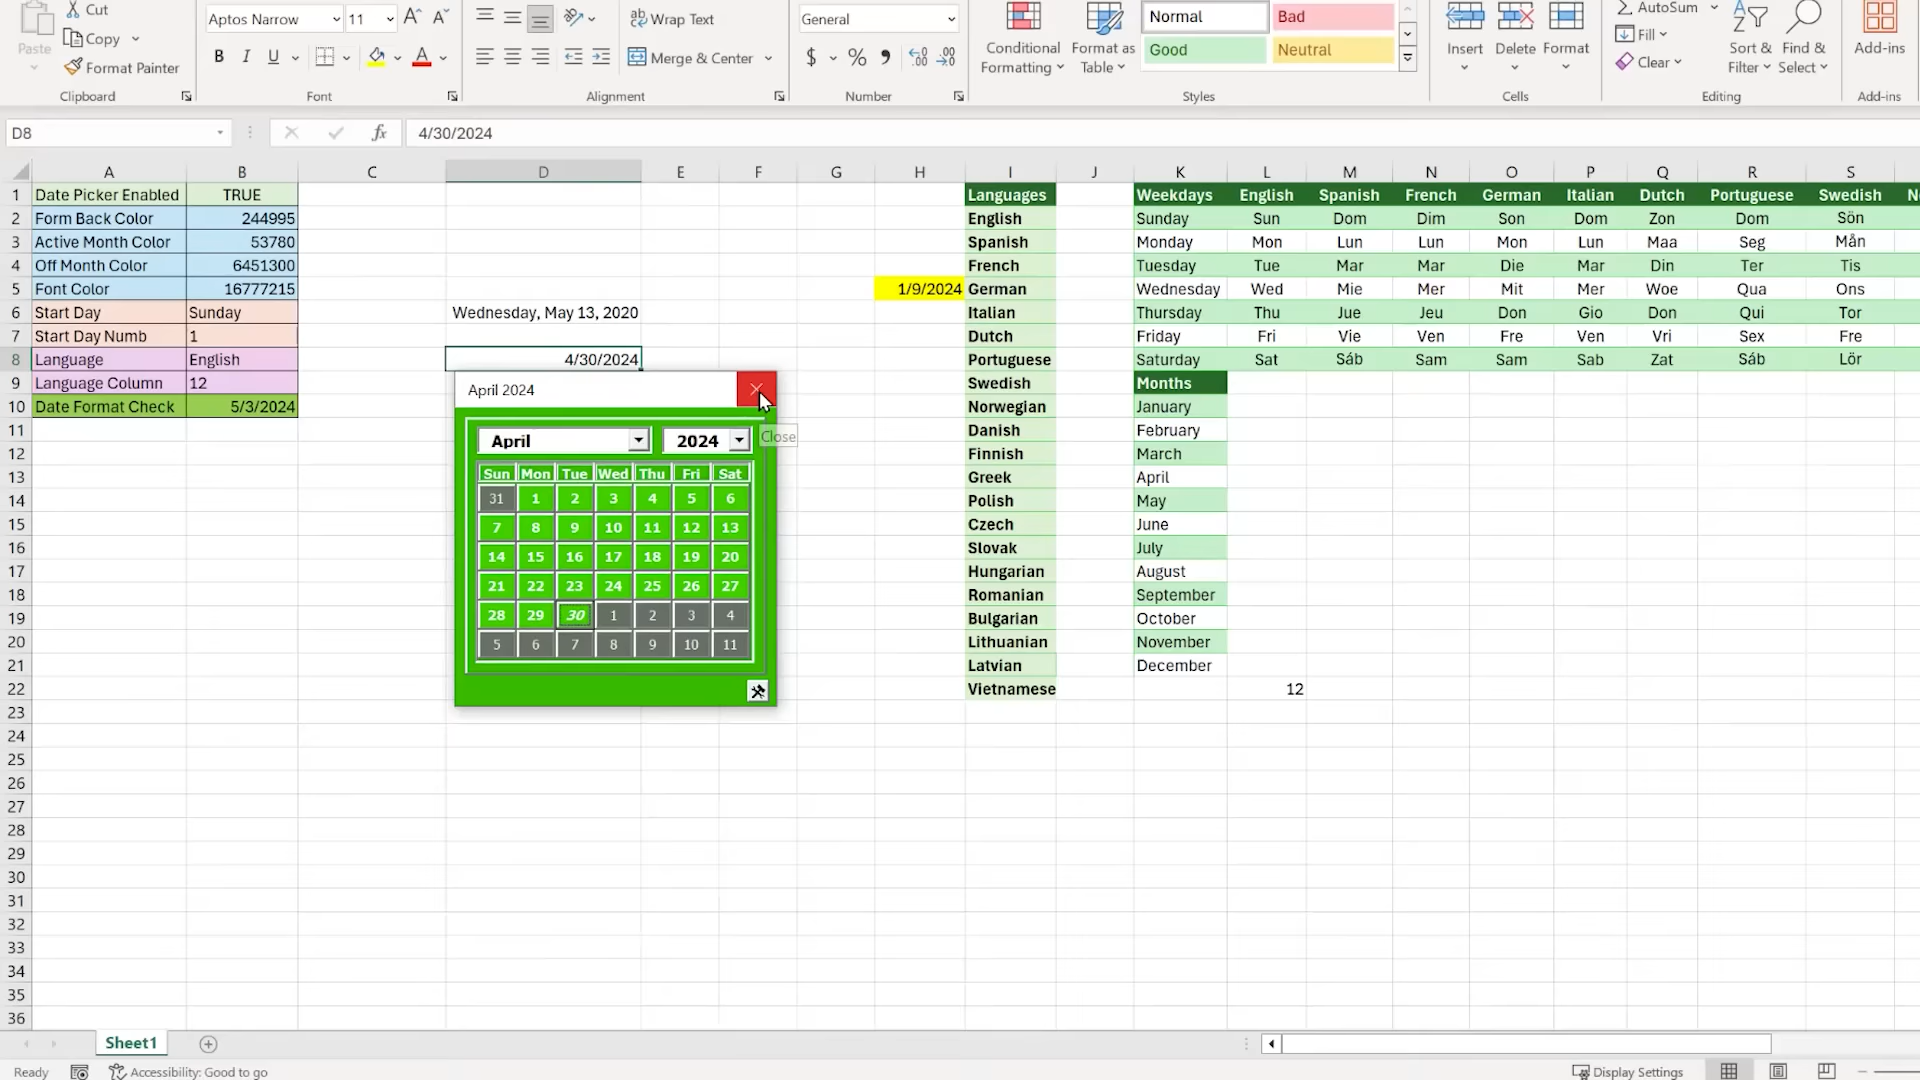 Cut
Copy
Format Painter
Paste
Clipboard
Aptos Narrow 11
B I U
Font
Wrap Text
Merge & Center
Alignment
General
$ % ,
Number
Conditional Formatting
Format as Table
Normal Bad
Good Neutral
Styles
Insert Delete Format
Cells
AutoSum
Fill
Clear
Sort & Filter
Find & Select
Editing
Add-ins
Add-ins
D8 fx 4/30/2024
A B C D E F G H I J K L M N O P Q R S
1 Date Picker Enabled TRUE Languages Weekdays English Spanish French German Italian Dutch Portuguese Swedish
2 Form Back Color 244995 English Sunday Sun Dom Dim Son Dom Zon Dom Sön
3 Active Month Color 53780 Spanish Monday Mon Lun Lun Mon Lun Maa Seg Mån
4 Off Month Color 6451300 French Tuesday Tue Mar Mar Die Mar Din Ter Tis
5 Font Color 16777215 1/9/2024 German Wednesday Wed Mie Mer Mit Mer Woe Qua Ons
6 Start Day Sunday Wednesday, May 13, 2020 Italian Thursday Thu Jue Jeu Don Gio Don Qui Tor
7 Start Day Numb 1 Dutch Friday Fri Vie Ven Fre Ven Vri Sex Fre
8 Language English 4/30/2024 Portuguese Saturday Sat Sáb Sam Sam Sab Zat Sáb Lör
9 Language Column 12 Swedish Months
10 Date Format Check 5/3/2024 Norwegian January
11 Danish February
12 Finnish March
13 Greek April
14 Polish May
15 Czech June
16 Slovak July
17 Hungarian August
18 Romanian September
19 Bulgarian October
20 Lithuanian November
21 Latvian December
22 Vietnamese 12
23
24
25
26
27
28
29
30
31
32
33
34
35
36
April 2024
Close
April 2024
Sun Mon Tue Wed Thu Fri Sat
31 1 2 3 4 5 6
7 8 9 10 11 12 13
14 15 16 17 18 19 20
21 22 23 24 25 26 27
28 29 30 1 2 3 4
5 6 7 8 9 10 11
Sheet1
Ready Accessibility: Good to go Display Settings